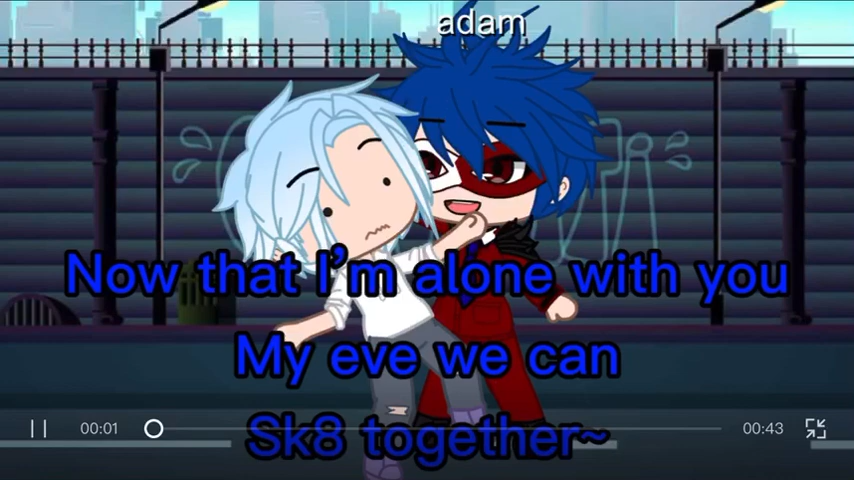 adam
Now that I'm alone with you
My eve we can
Sk8 together~
00:01
00:43